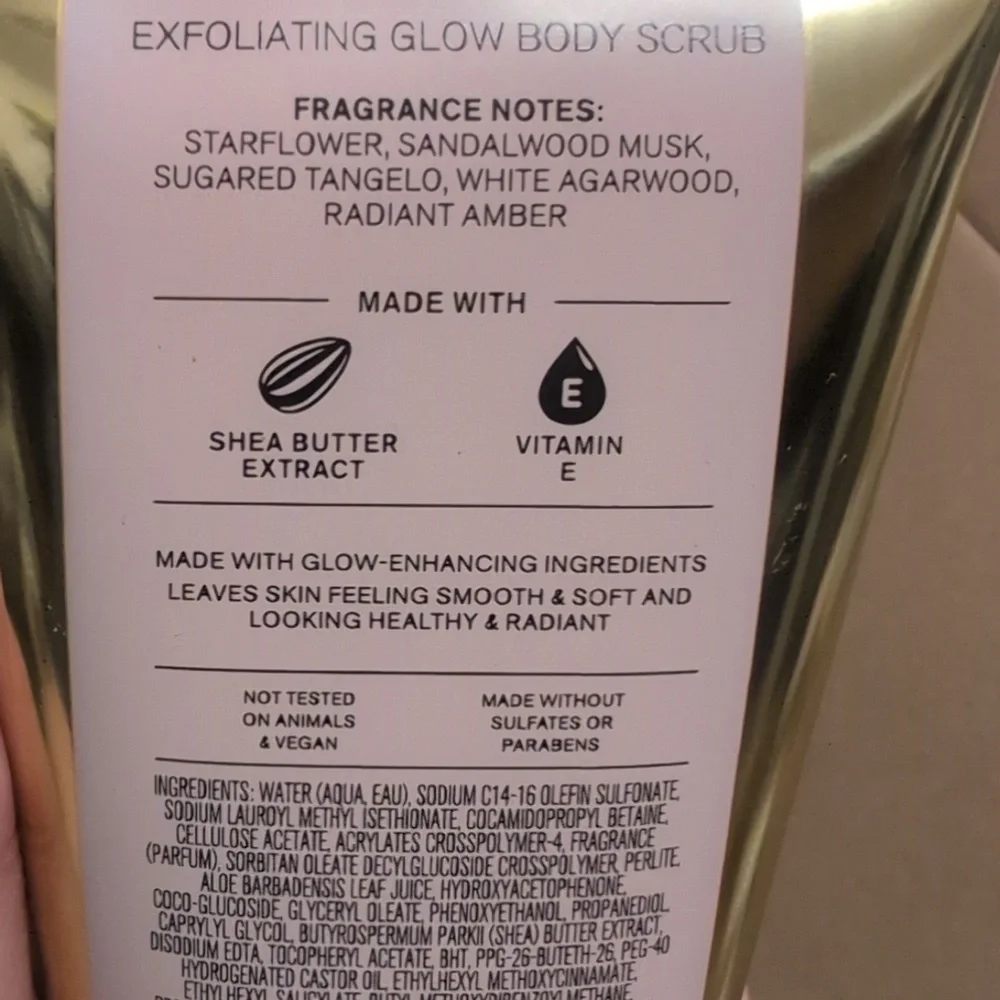 EXFOLIATING GLOW BODY SCRUB
FRAGRANCE NOTES:
STARFLOWER, SANDALWOOD MUSK,
SUGARED TANGELO, WHITE AGARWOOD,
RADIANT AMBER
MADE WITH
SHEA BUTTER
EXTRACT
E
VITAMIN
E
MADE WITH GLOW-ENHANCING INGREDIENTS
LEAVES SKIN FEELING SMOOTH & SOFT AND
LOOKING HEALTHY & RADIANT
NOT TESTED
ON ANIMALS
& VEGAN
MADE WITHOUT
SULFATES OR
PARABENS
INGREDIENTS: WATER (AQUA, EAU), SODIUM C14-16 OLEFIN SULFONATE,
SODIUM LAUROYL METHYL ISETHIONATE, COCAMIDOPROPYL BETAINE,
CELLULOSE ACETATE, ACRYLATES CROSSPOLYMER-4, FRAGRANCE
(PARFUM), SORBITAN OLEATE DECYLGLUCOSIDE CROSSPOLYMER, PERLITE,
ALOE BARBADENSIS LEAF JUICE, HYDROXYACETOPHENONE,
COCO-GLUCOSIDE, GLYCERYL OLEATE, PHENOXYETHANOL, PROPANEDIOL,
CAPRYLYL GLYCOL, BUTYROSPERMUM PARKII (SHEA) BUTTER EXTRACT,
DISODIUM EDTA, TOCOPHERYL ACETATE, BHT, PPG-26-BUTETH-26, PEG-40
HYDROGENATED CASTOR OIL, ETHYLHEXYL METHOXYCINNAMATE,
ETHYLHEXYL SALICYLATE, BUTYL METHOXYDIBENZOYLMETHANE,